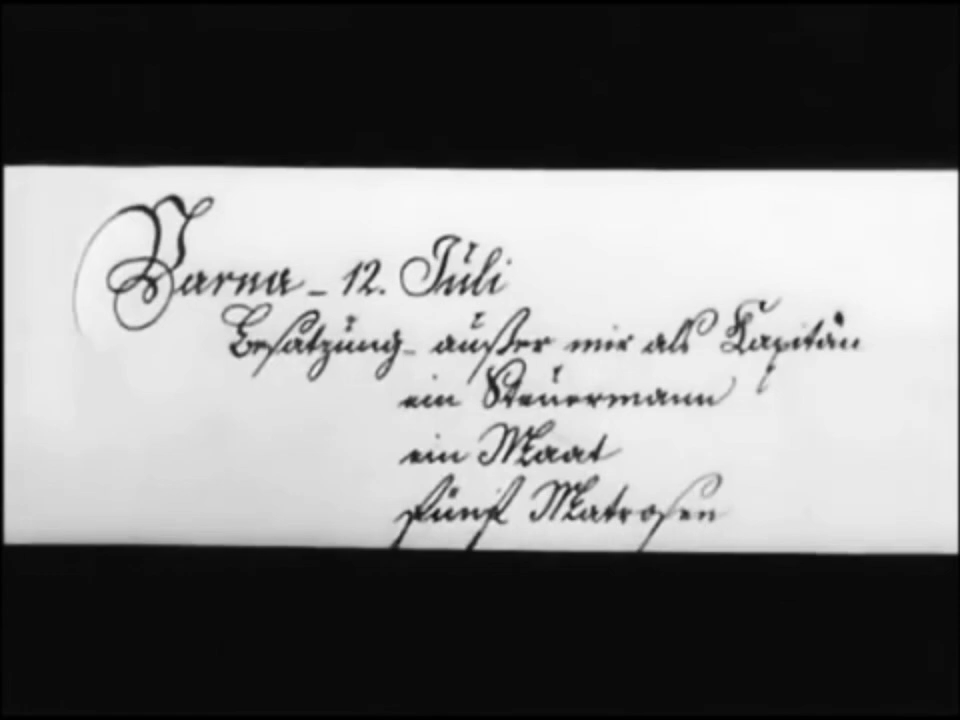 Varna - 12. Juli
Besatzung - außer mir als Kapitän
ein Steuermann
ein Maat
fünf Matrosen